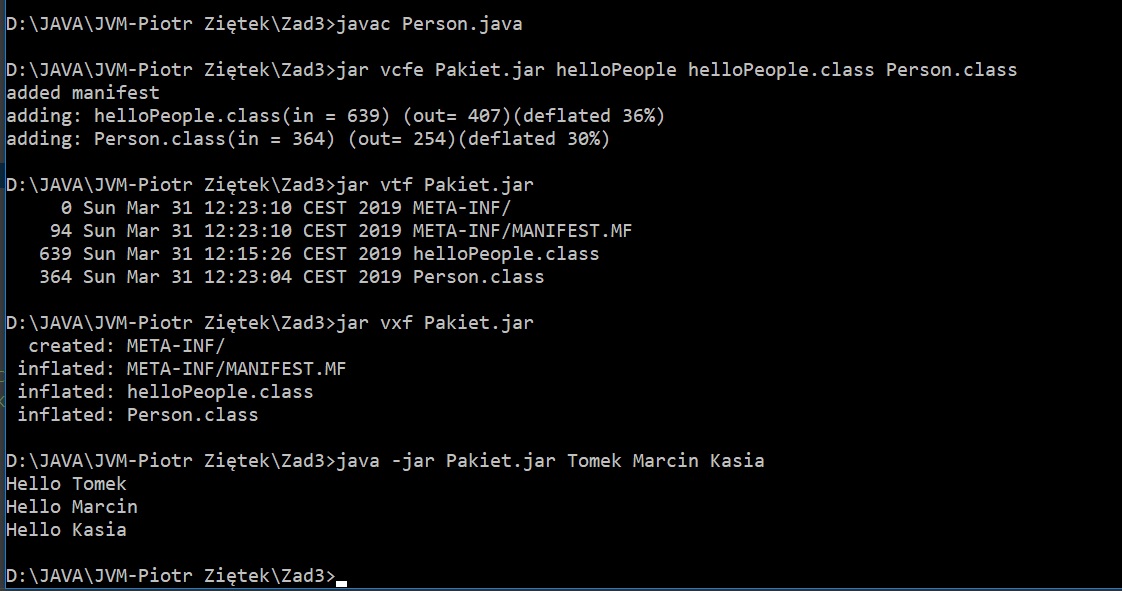 D:\JAVA\JVM-Piotr Ziętek\Zad3>javac Person.java
D:\JAVA\JVM-Piotr Ziętek\Zad3>jar vcfe Pakiet.jar helloPeople helloPeople.class Person.class
added manifest
adding: helloPeople.class(in = 639) (out= 407)(deflated 36%)
adding: Person.class(in = 364) (out= 254)(deflated 30%)
D:\JAVA\JVM-Piotr Ziętek\Zad3>jar vtf Pakiet.jar
0 Sun Mar 31 12:23:10 CEST 2019 META-INF/
94 Sun Mar 31 12:23:10 CEST 2019 META-INF/MANIFEST.MF
639 Sun Mar 31 12:15:26 CEST 2019 helloPeople.class
364 Sun Mar 31 12:23:04 CEST 2019 Person.class
D:\JAVA\JVM-Piotr Ziętek\Zad3>jar vxf Pakiet.jar
created: META-INF/
inflated: META-INF/MANIFEST.MF
inflated: helloPeople.class
inflated: Person.class
D:\JAVA\JVM-Piotr Ziętek\Zad3>java -jar Pakiet.jar Tomek Marcin Kasia
Hello Tomek
Hello Marcin
Hello Kasia
D:\JAVA\JVM-Piotr Ziętek\Zad3>